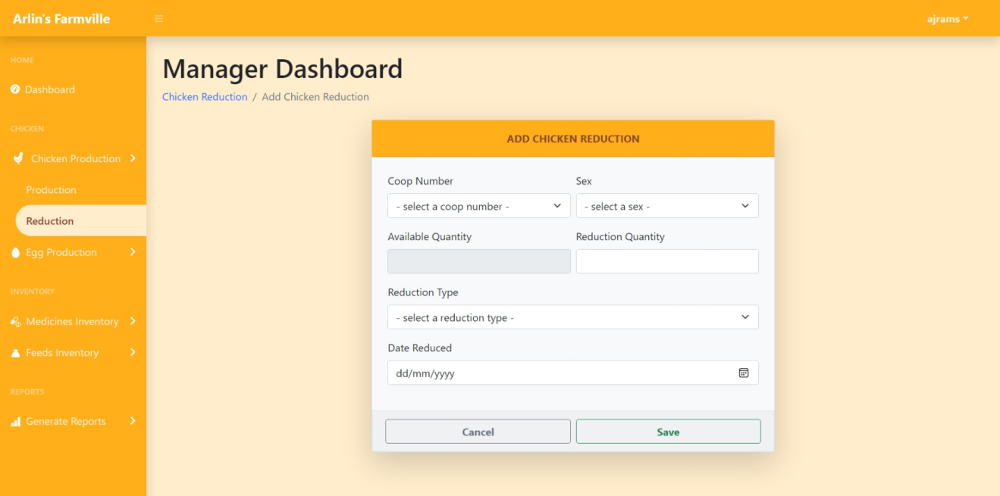 Arlin's Farmville
ajrams
HOME
Dashboard
CHICKEN
Chicken Production
Production
Reduction
Egg Production
INVENTORY
Medicines Inventory
Feeds Inventory
REPORTS
Generate Reports
Manager Dashboard
Chicken Reduction / Add Chicken Reduction
ADD CHICKEN REDUCTION
Coop Number Sex
- select a coop number - - select a sex -
Available Quantity Reduction Quantity
Reduction Type
- select a reduction type -
Date Reduced
dd/mm/yyyy
Cancel Save